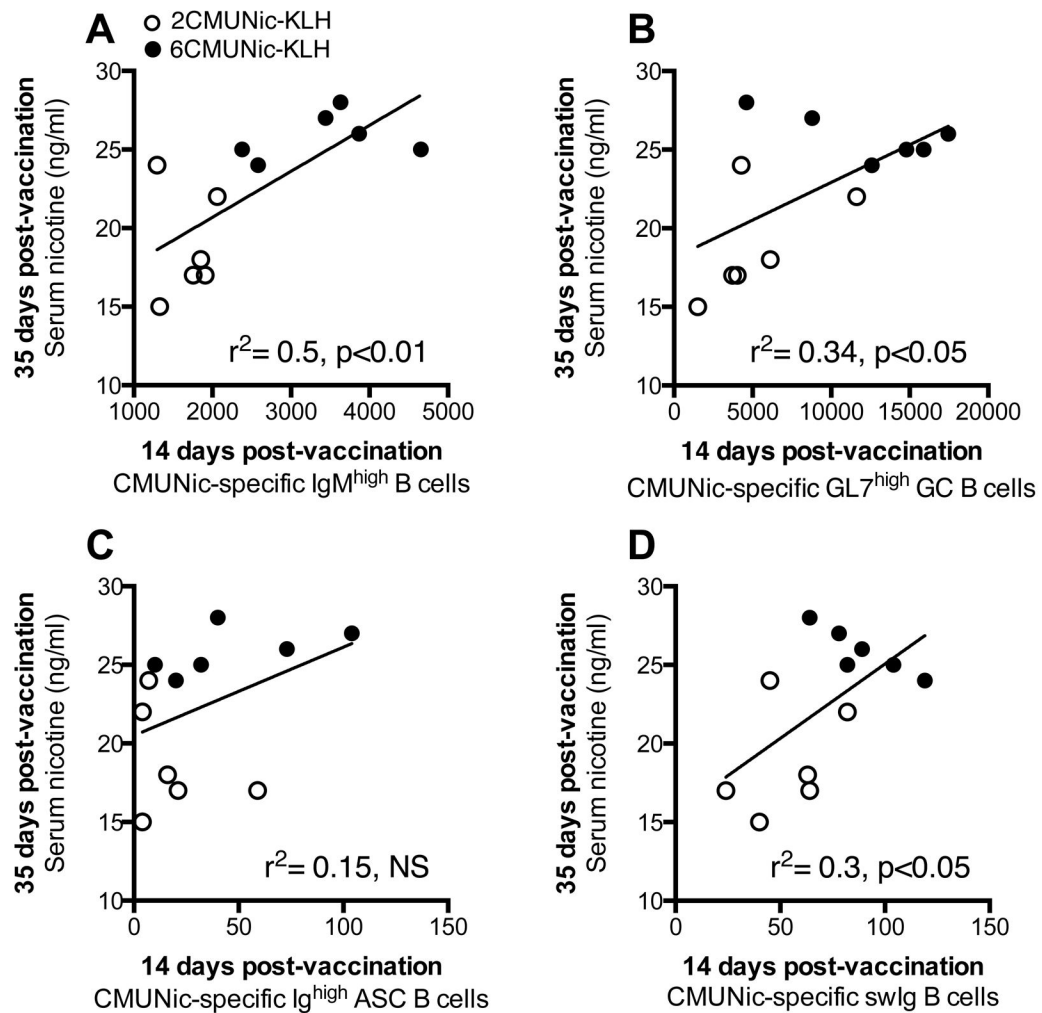 A
2CMUNic-KLH
6CMUNic-KLH
35 days post-vaccination
Serum nicotine (ng/ml)
30
25
20
15
10
r²= 0.5, p<0.01
1000 2000 3000 4000 5000
14 days post-vaccination
CMUNic-specific IgMʰⁱᵍʰ B cells
B
35 days post-vaccination
Serum nicotine (ng/ml)
30
25
20
15
10
r²= 0.34, p<0.05
0 5000 10000 15000 20000
14 days post-vaccination
CMUNic-specific GL7ʰⁱᵍʰ GC B cells
C
35 days post-vaccination
Serum nicotine (ng/ml)
30
25
20
15
10
r²= 0.15, NS
0 50 100 150
14 days post-vaccination
CMUNic-specific Igʰⁱᵍʰ ASC B cells
D
35 days post-vaccination
Serum nicotine (ng/ml)
30
25
20
15
10
r²= 0.3, p<0.05
0 50 100 150
14 days post-vaccination
CMUNic-specific swIg B cells